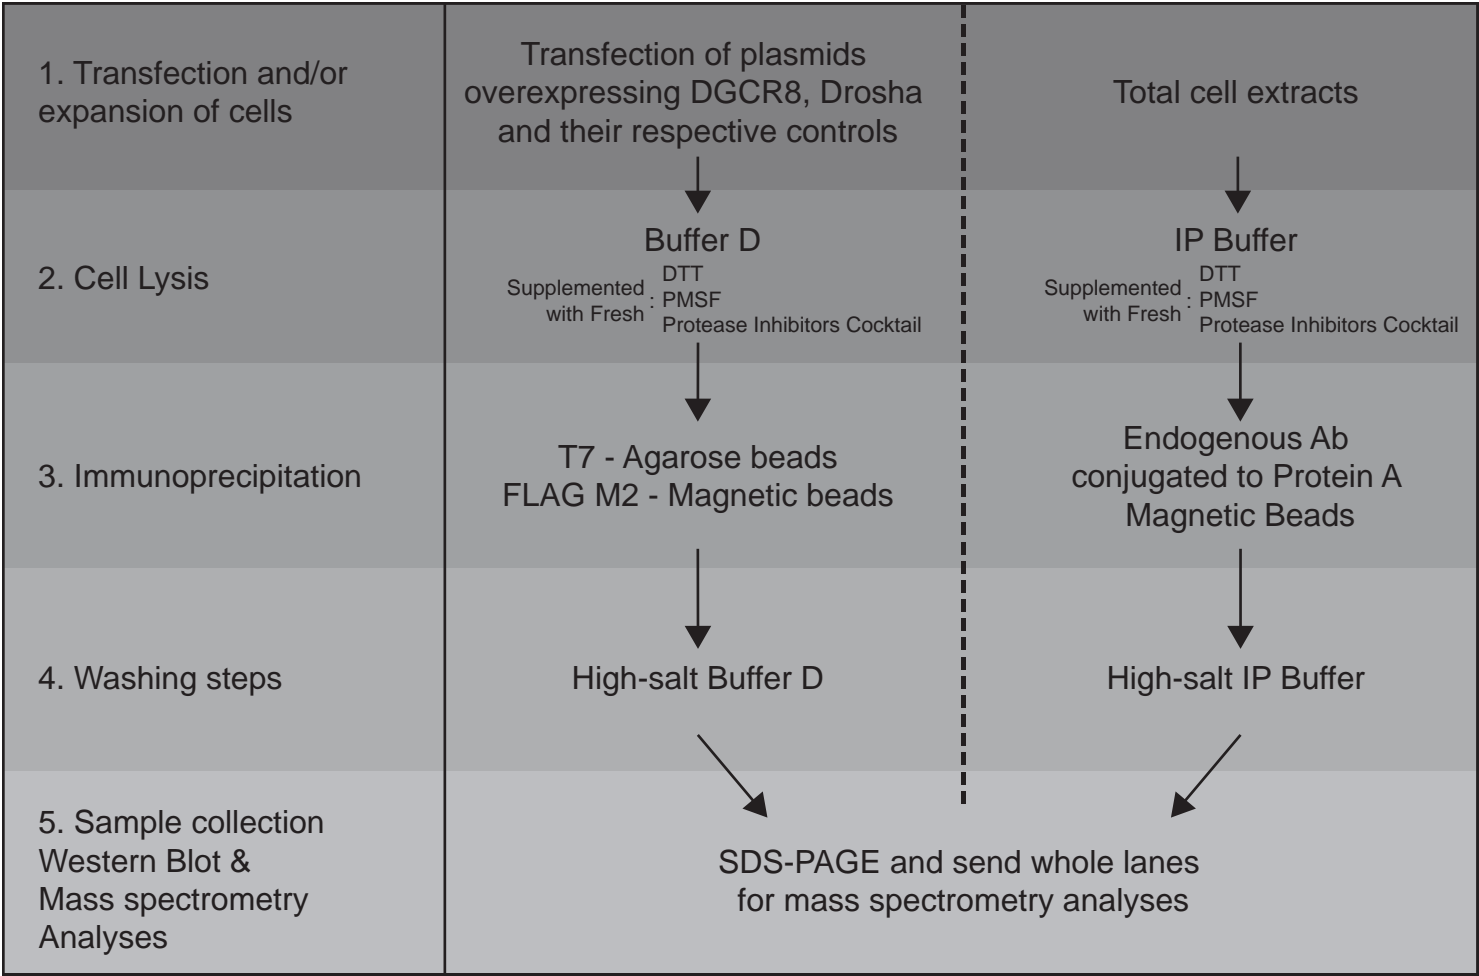 1. Transfection and/or
expansion of cells
Transfection of plasmids
overexpressing DGCR8, Drosha
and their respective controls
Total cell extracts
2. Cell Lysis
Buffer D
Supplemented
with Fresh
:
DTT
PMSF
Protease Inhibitors Cocktail
IP Buffer
Supplemented
with Fresh
:
DTT
PMSF
Protease Inhibitors Cocktail
3. Immunoprecipitation
T7 - Agarose beads
FLAG M2 - Magnetic beads
Endogenous Ab
conjugated to Protein A
Magnetic Beads
4. Washing steps
High-salt Buffer D
High-salt IP Buffer
5. Sample collection
Western Blot &
Mass spectrometry
Analyses
SDS-PAGE and send whole lanes
for mass spectrometry analyses